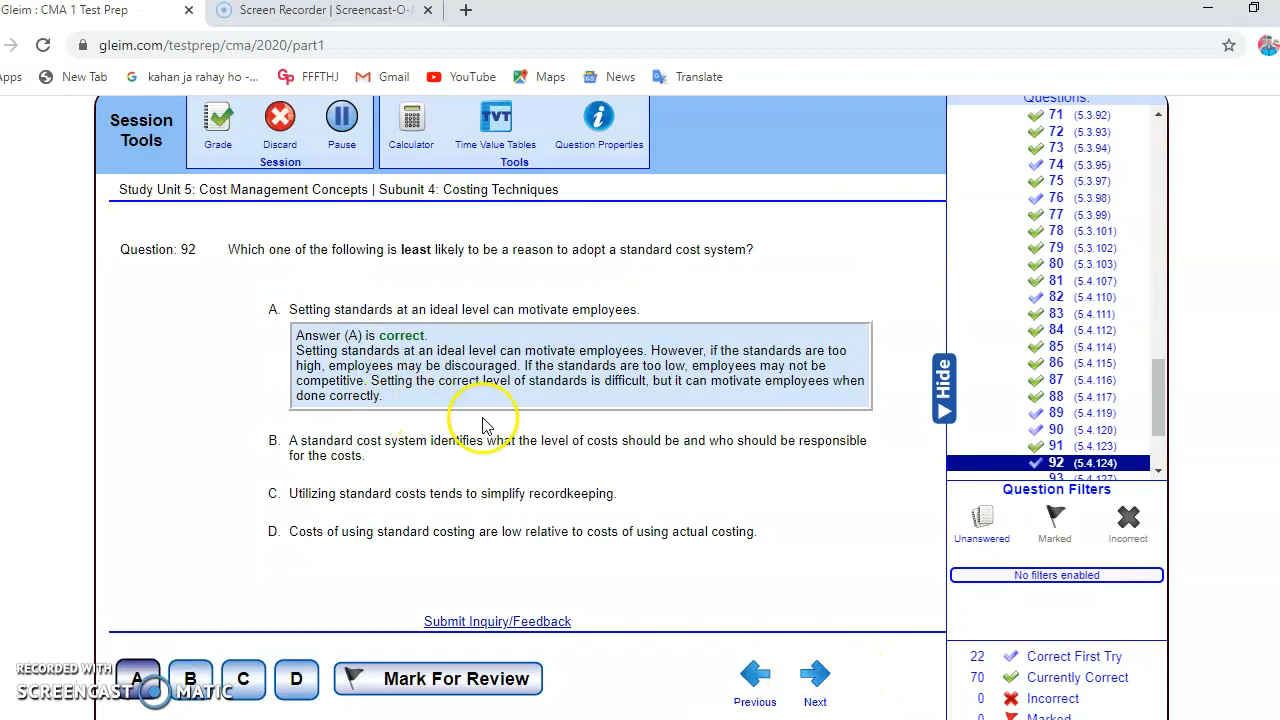 Gleim : CMA 1 Test Prep
Screen Recorder | Screencast-O-
gleim.com/testprep/cma/2020/part1
Apps
New Tab
kahan ja rahay ho -...
FFFTHJ
Gmail
YouTube
Maps
News
Translate
Session Tools
Grade
Discard
Pause
Session
Calculator
Time Value Tables
Question Properties
Tools
TVT
Study Unit 5: Cost Management Concepts | Subunit 4: Costing Techniques
Question: 92 Which one of the following is least likely to be a reason to adopt a standard cost system?
A. Setting standards at an ideal level can motivate employees.
Answer (A) is correct.
Setting standards at an ideal level can motivate employees. However, if the standards are too
high, employees may be discouraged. If the standards are too low, employees may not be
competitive. Setting the correct level of standards is difficult, but it can motivate employees when
done correctly.
B. A standard cost system identifies what the level of costs should be and who should be responsible
for the costs.
C. Utilizing standard costs tends to simplify recordkeeping.
D. Costs of using standard costing are low relative to costs of using actual costing.
Submit Inquiry/Feedback
A
B
C
D
Mark For Review
Previous
Next
Hide
Questions:
71 (5.3.92)
72 (5.3.93)
73 (5.3.94)
74 (5.3.95)
75 (5.3.97)
76 (5.3.98)
77 (5.3.99)
78 (5.3.101)
79 (5.3.102)
80 (5.3.103)
81 (5.4.107)
82 (5.4.110)
83 (5.4.111)
84 (5.4.112)
85 (5.4.114)
86 (5.4.115)
87 (5.4.116)
88 (5.4.117)
89 (5.4.119)
90 (5.4.120)
91 (5.4.123)
92 (5.4.124)
93 (5.4.127)
Question Filters
Unanswered
Marked
Incorrect
No filters enabled
22 Correct First Try
70 Currently Correct
0 Incorrect
0 Marked
RECORDED WITH
SCREENCAST MATIC